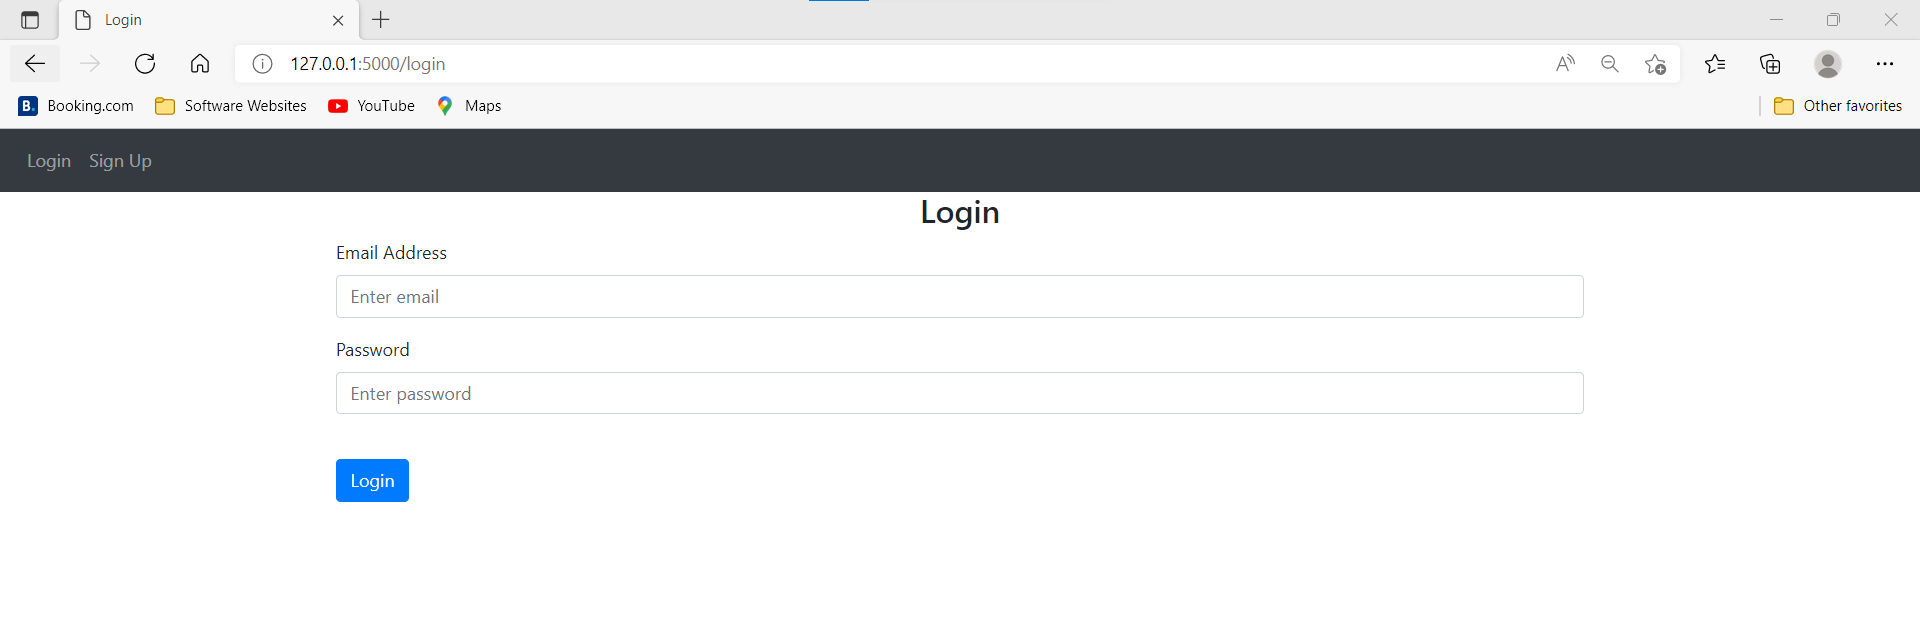 Login
127.0.0.1:5000/login
B. Booking.com Software Websites YouTube Maps Other favorites
Login Sign Up
Login
Email Address
Enter email
Password
Enter password
Login